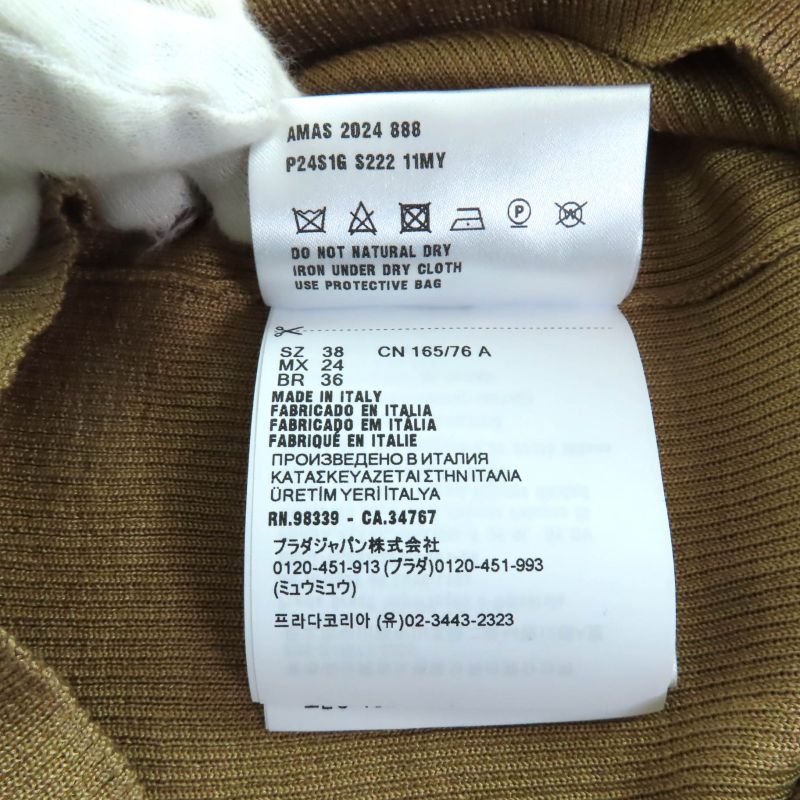 AMAS 2024 888
P24S1G S222 11MY
P
W
DO NOT NATURAL DRY
IRON UNDER DRY CLOTH
USE PROTECTIVE BAG
SZ 38 CN 165/76 A
MX 24
BR 36
MADE IN ITALY
FABRICADO EN ITALIA
FABRICADO EM ITÁLIA
FABRIQUÉ EN ITALIE
ПРОИЗВЕДЕНО В ИТАЛИЯ
ΚΑΤΑΣΚΕΥΑΖΕΤΑΙ ΣΤΗΝ ΙΤΑΛΙΑ
ÜRETİM YERİ İTALYA
RN.98339 - CA.34767
プラダジャパン株式会社
0120-451-913 (プラダ)0120-451-993
(ミュウミュウ)
프라다코리아 (유)02-3443-2323